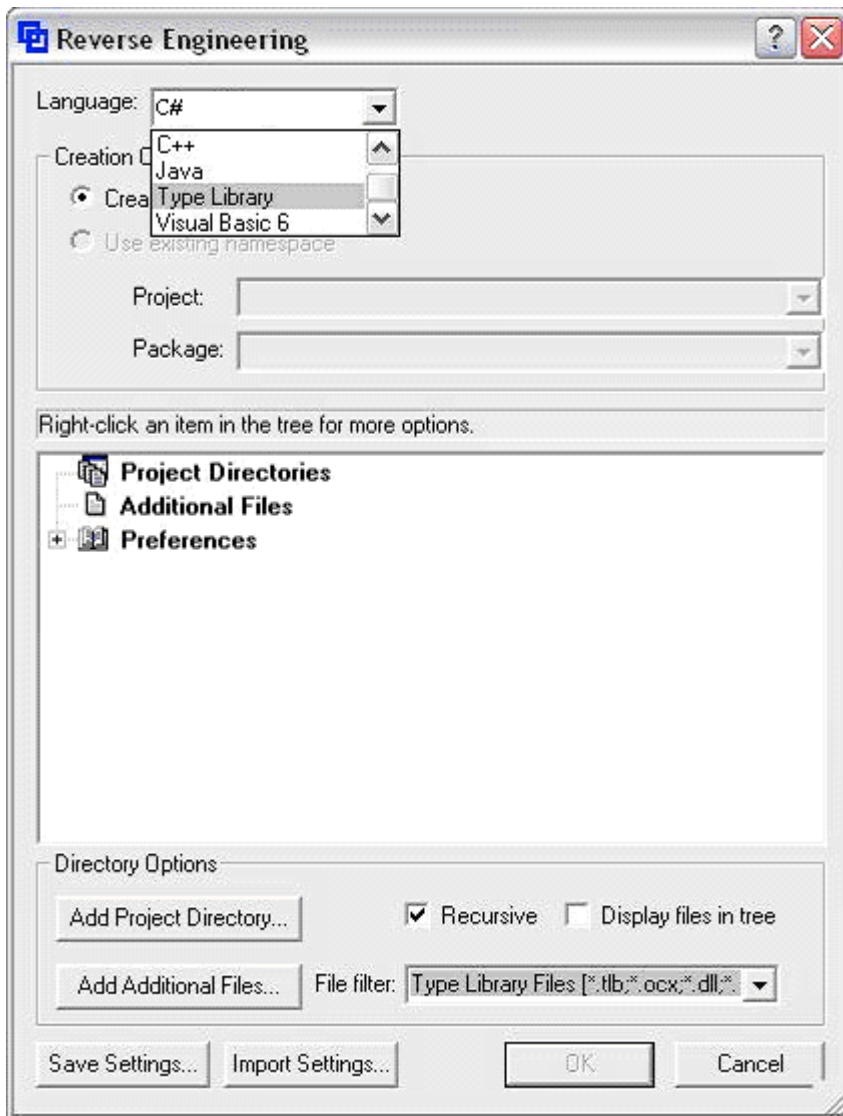 Reverse Engineering
Language: C#
C++
Java
Type Library
Visual Basic 6
Creation
Use existing namespace
Project:
Package:
Right-click an item in the tree for more options.
Project Directories
Additional Files
Preferences
Directory Options
Add Project Directory... Recursive Display files in tree
Add Additional Files... File filter: Type Library Files [*.tlb;*.ocx;*.dll;*.
Save Settings... Import Settings... OK Cancel